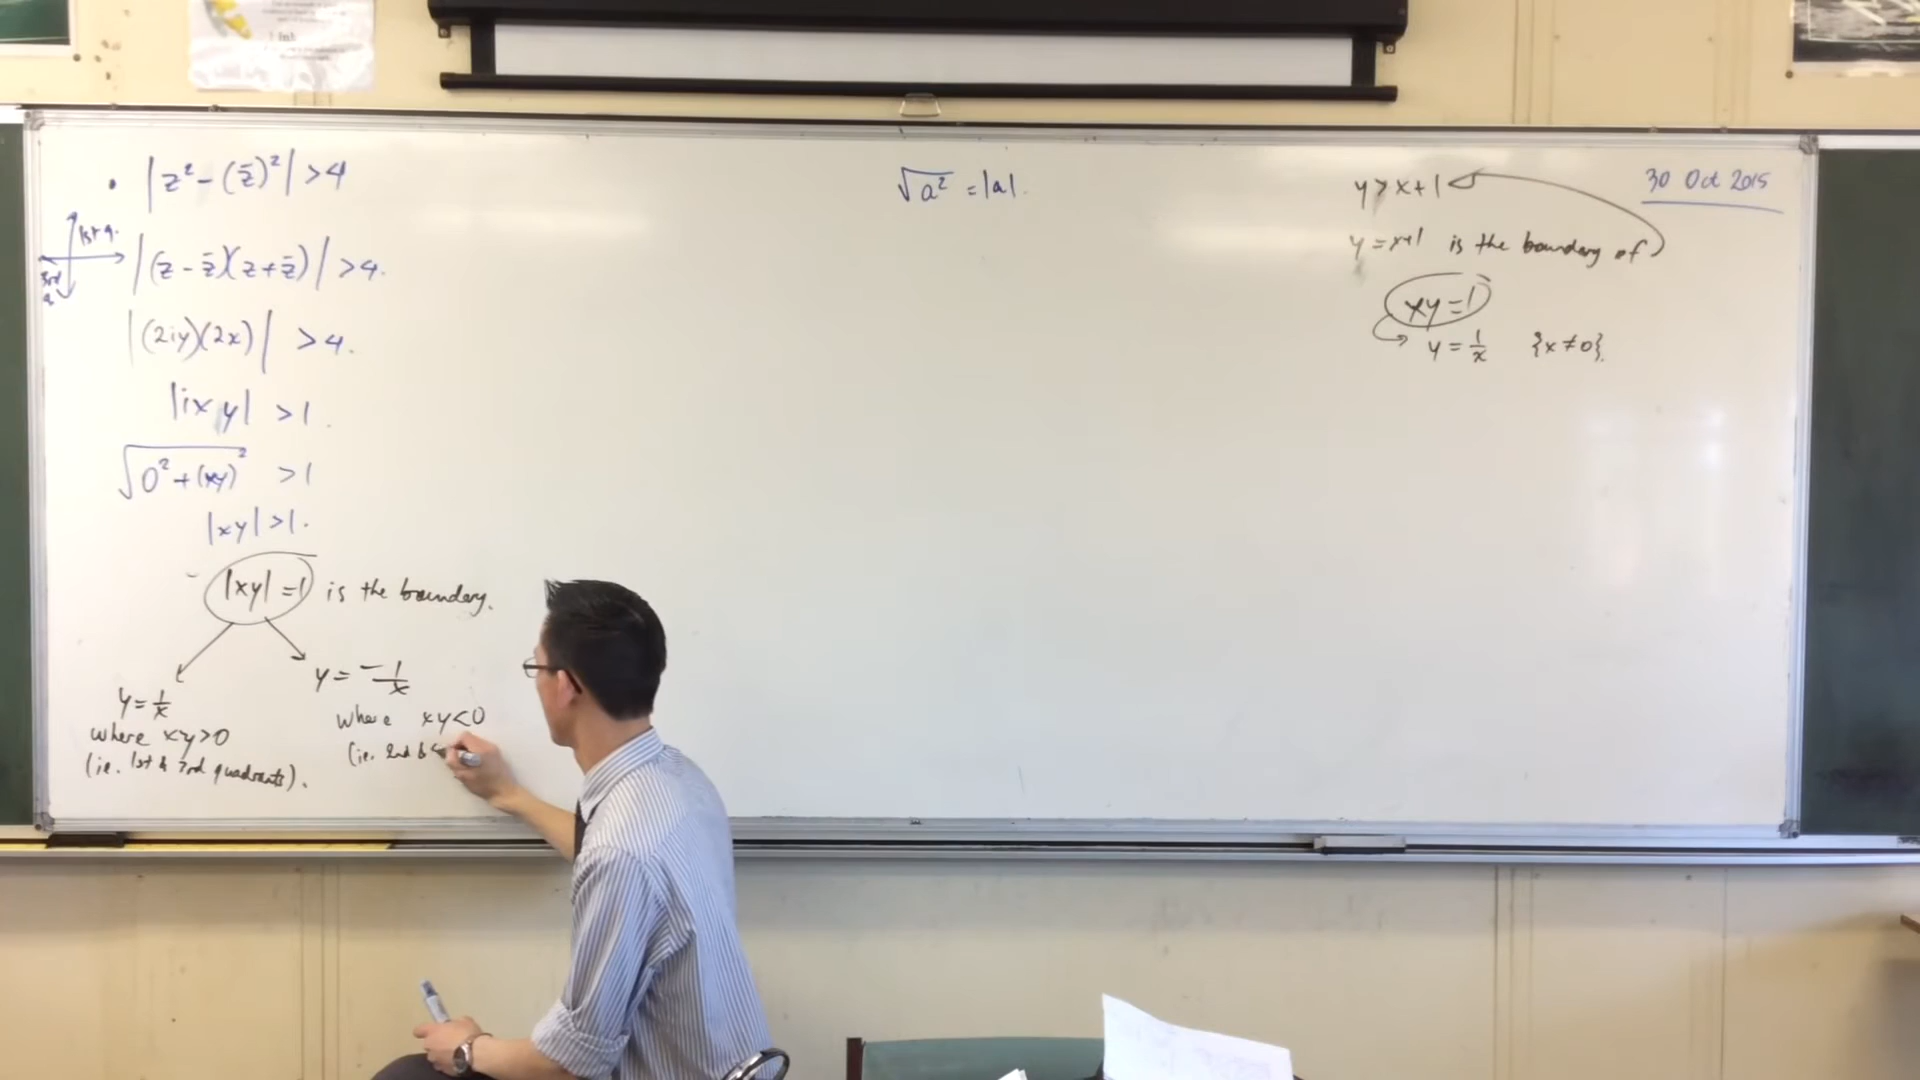 |z² - (z̄)²| > 4
1st q.
3rd q
|(z - z̄)(z + z̄)| > 4.
|(2iy)(2x)| > 4.
|ixy| > 1.
√(0² + (xy)²) > 1
|xy| > 1.
|xy| = 1 is the boundary.
y = 1/x
where xy > 0
(ie. 1st & 3rd quadrants).
y = -1/x
where xy < 0
(ie. 2nd &
√a² = |a|.
y > x + 1
y = x+1 is the boundary of
xy = 1
y = 1/x {x ≠ 0}.
30 Oct 2015